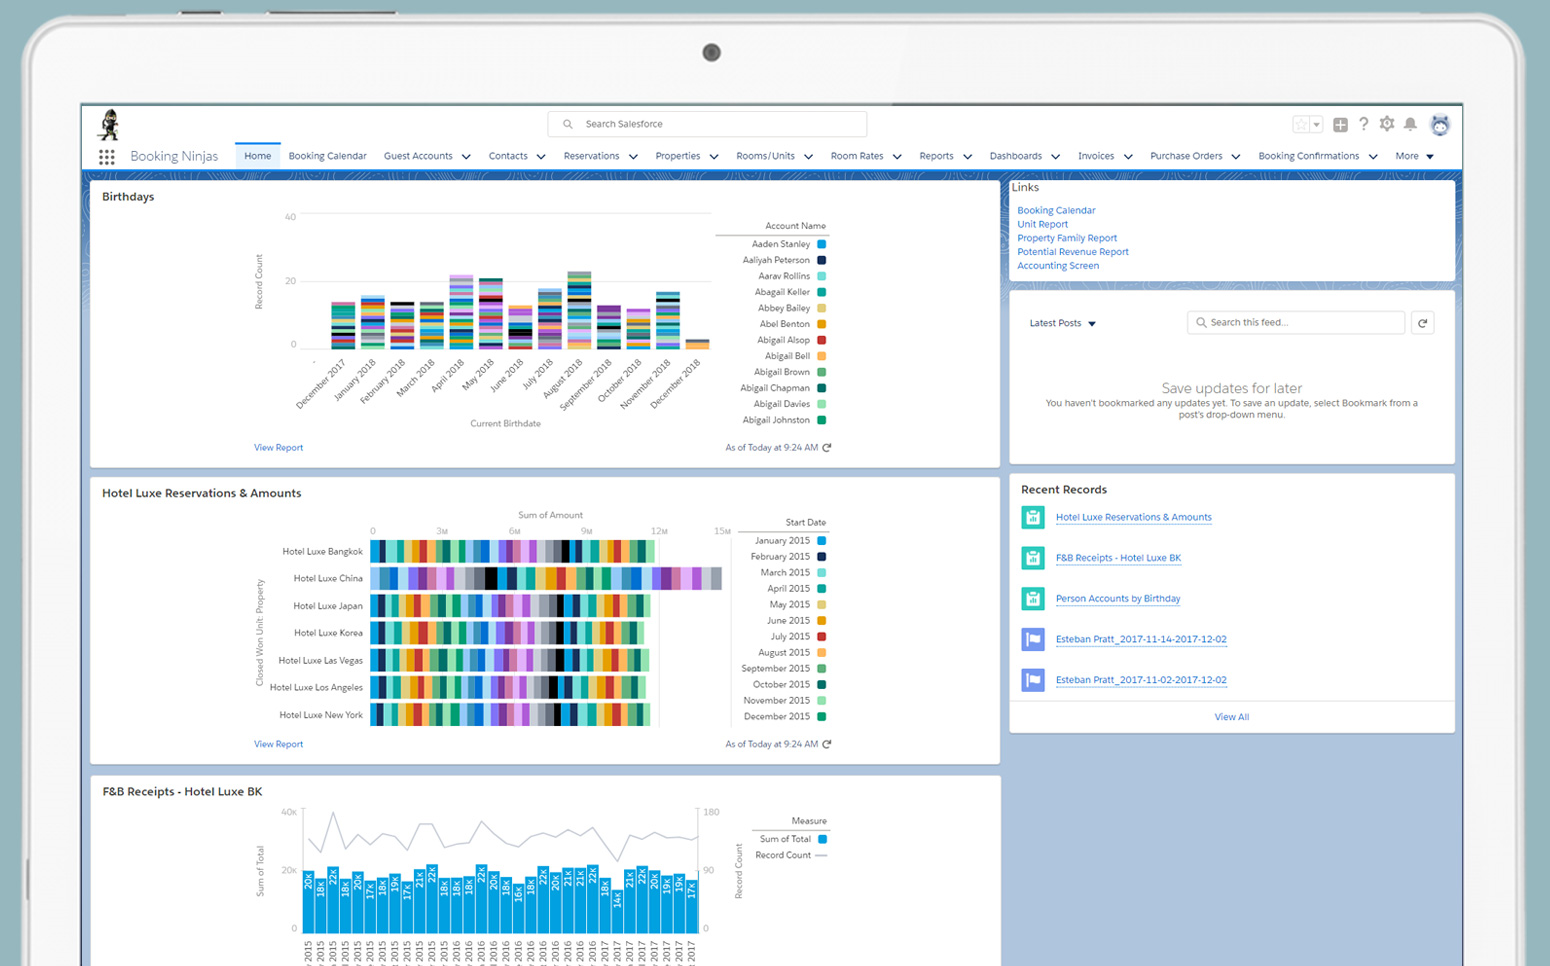 Search Salesforce
Booking Ninjas
Home
Booking Calendar
Guest Accounts
Contacts
Reservations
Properties
Rooms/Units
Room Rates
Reports
Dashboards
Invoices
Purchase Orders
Booking Confirmations
More
Birthdays
40
20
0
Record Count
-
December 2017
January 2018
February 2018
March 2018
April 2018
May 2018
June 2018
July 2018
August 2018
September 2018
October 2018
November 2018
December 2018
Current Birthdate
Account Name
Aaden Stanley
Aaliyah Peterson
Aarav Rollins
Abagail Keller
Abbey Bailey
Abel Benton
Abigail Alsop
Abigail Bell
Abigail Brown
Abigail Chapman
Abigail Davies
Abigail Johnston
View Report
As of Today at 9:24 AM
Hotel Luxe Reservations & Amounts
Sum of Amount
0
3M
6M
9M
12M
15M
Closed Won Unit: Property
Hotel Luxe Bangkok
Hotel Luxe China
Hotel Luxe Japan
Hotel Luxe Korea
Hotel Luxe Las Vegas
Hotel Luxe Los Angeles
Hotel Luxe New York
Start Date
January 2015
February 2015
March 2015
April 2015
May 2015
June 2015
July 2015
August 2015
September 2015
October 2015
November 2015
December 2015
View Report
As of Today at 9:24 AM
F&B Receipts - Hotel Luxe BK
40K
20K
0
Sum of Total
180
90
0
Record Count
20K
18K
22K
18K
20K
17K
18K
19K
17K
21K
22K
18K
18K
18K
22K
20K
18K
16K
18K
22K
20K
21K
21K
22K
18K
14K
21K
22K
20K
19K
19K
17K
Measure
Sum of Total
Record Count
Links
Booking Calendar
Unit Report
Property Family Report
Potential Revenue Report
Accounting Screen
Latest Posts
Search this feed...
Save updates for later
You haven't bookmarked any updates yet. To save an update, select Bookmark from a
post's drop-down menu.
Recent Records
Hotel Luxe Reservations & Amounts
F&B Receipts - Hotel Luxe BK
Person Accounts by Birthday
Esteban Pratt_2017-11-14-2017-12-02
Esteban Pratt_2017-11-02-2017-12-02
View All